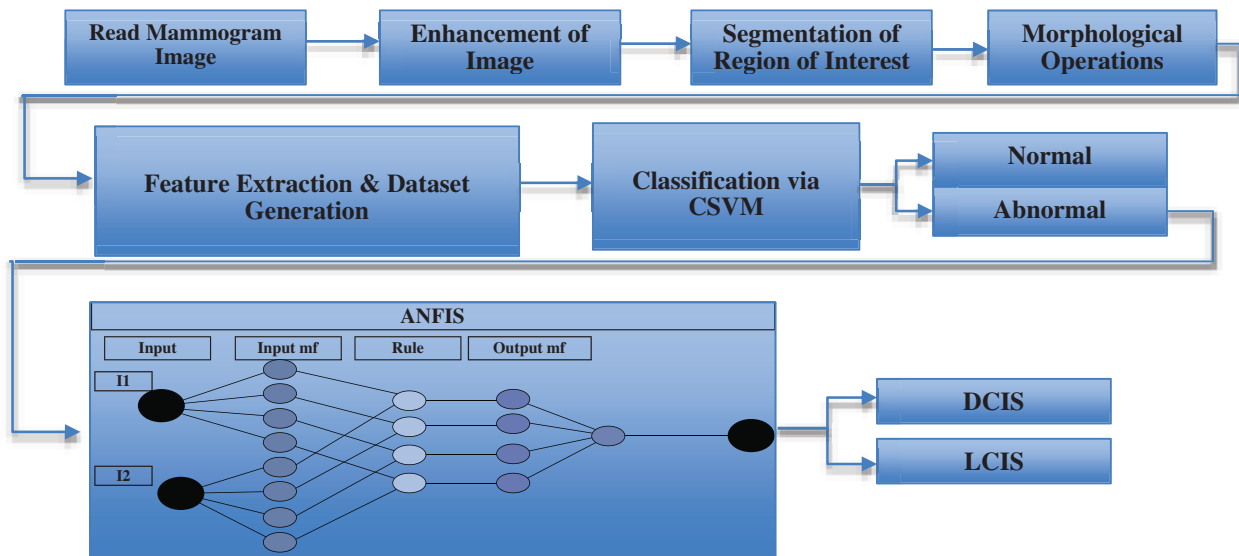 Read Mammogram
Image
Enhancement of
Image
Segmentation of
Region of Interest
Morphological
Operations
Feature Extraction & Dataset
Generation
Classification via
CSVM
Normal
Abnormal
ANFIS
Input
Input mf
Rule
Output mf
I1
I2
DCIS
LCIS